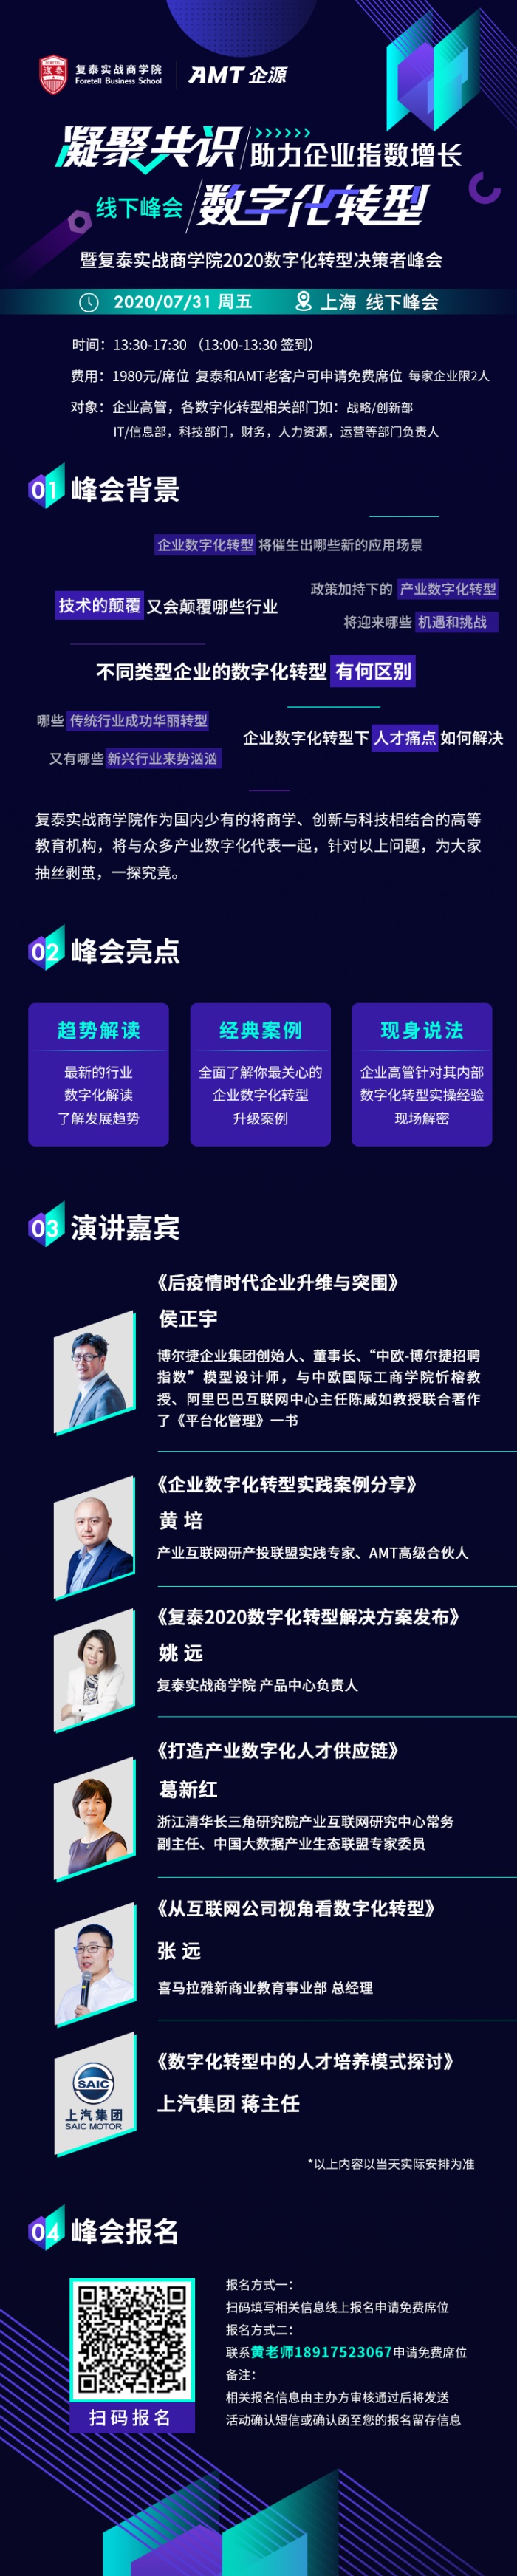 复泰实战商学院
Foretell Business School
AMT 企源
凝聚共识
>>>>>>
助力企业指数增长
线下峰会
数字化转型
暨复泰实战商学院2020数字化转型决策者峰会
2020/07/31 周五
上海 线下峰会
时间：13:30-17:30 （13:00-13:30 签到）
费用：1980元/席位 复泰和AMT老客户可申请免费席位 每家企业限2人
对象：企业高管，各数字化转型相关部门如：战略/创新部
IT/信息部，科技部门，财务，人力资源，运营等部门负责人
01 峰会背景
企业数字化转型 将催生出哪些新的应用场景
政策加持下的 产业数字化转型
技术的颠覆 又会颠覆哪些行业
将迎来哪些 机遇和挑战
不同类型企业的数字化转型 有何区别
哪些 传统行业成功华丽转型
企业数字化转型下 人才痛点 如何解决
又有哪些 新兴行业来势汹汹
复泰实战商学院作为国内少有的将商学、创新与科技相结合的高等
教育机构，将与众多产业数字化代表一起，针对以上问题，为大家
抽丝剥茧，一探究竟。
02 峰会亮点
趋势解读
最新的行业
数字化解读
了解发展趋势
经典案例
全面了解你最关心的
企业数字化转型
升级案例
现身说法
企业高管针对其内部
数字化转型实操经验
现场解密
03 演讲嘉宾
《后疫情时代企业升维与突围》
侯正宇
博尔捷企业集团创始人、董事长、“中欧-博尔捷招聘
指数”模型设计师，与中欧国际工商学院忻榕教
授、阿里巴巴互联网中心主任陈威如教授联合著作
了《平台化管理》一书
《企业数字化转型实践案例分享》
黄 培
产业互联网研产投联盟实践专家、AMT高级合伙人
《复泰2020数字化转型解决方案发布》
姚 远
复泰实战商学院 产品中心负责人
《打造产业数字化人才供应链》
葛新红
浙江清华长三角研究院产业互联网研究中心常务
副主任、中国大数据产业生态联盟专家委员
《从互联网公司视角看数字化转型》
张 远
喜马拉雅新商业教育事业部 总经理
SAIC
上汽集团
SAIC MOTOR
《数字化转型中的人才培养模式探讨》
上汽集团 蒋主任
*以上内容以当天实际安排为准
04 峰会报名
报名方式一：
扫码填写相关信息线上报名申请免费席位
报名方式二：
联系黄老师18917523067申请免费席位
备注：
相关报名信息由主办方审核通过后将发送
活动确认短信或确认函至您的报名留存信息
扫码报名